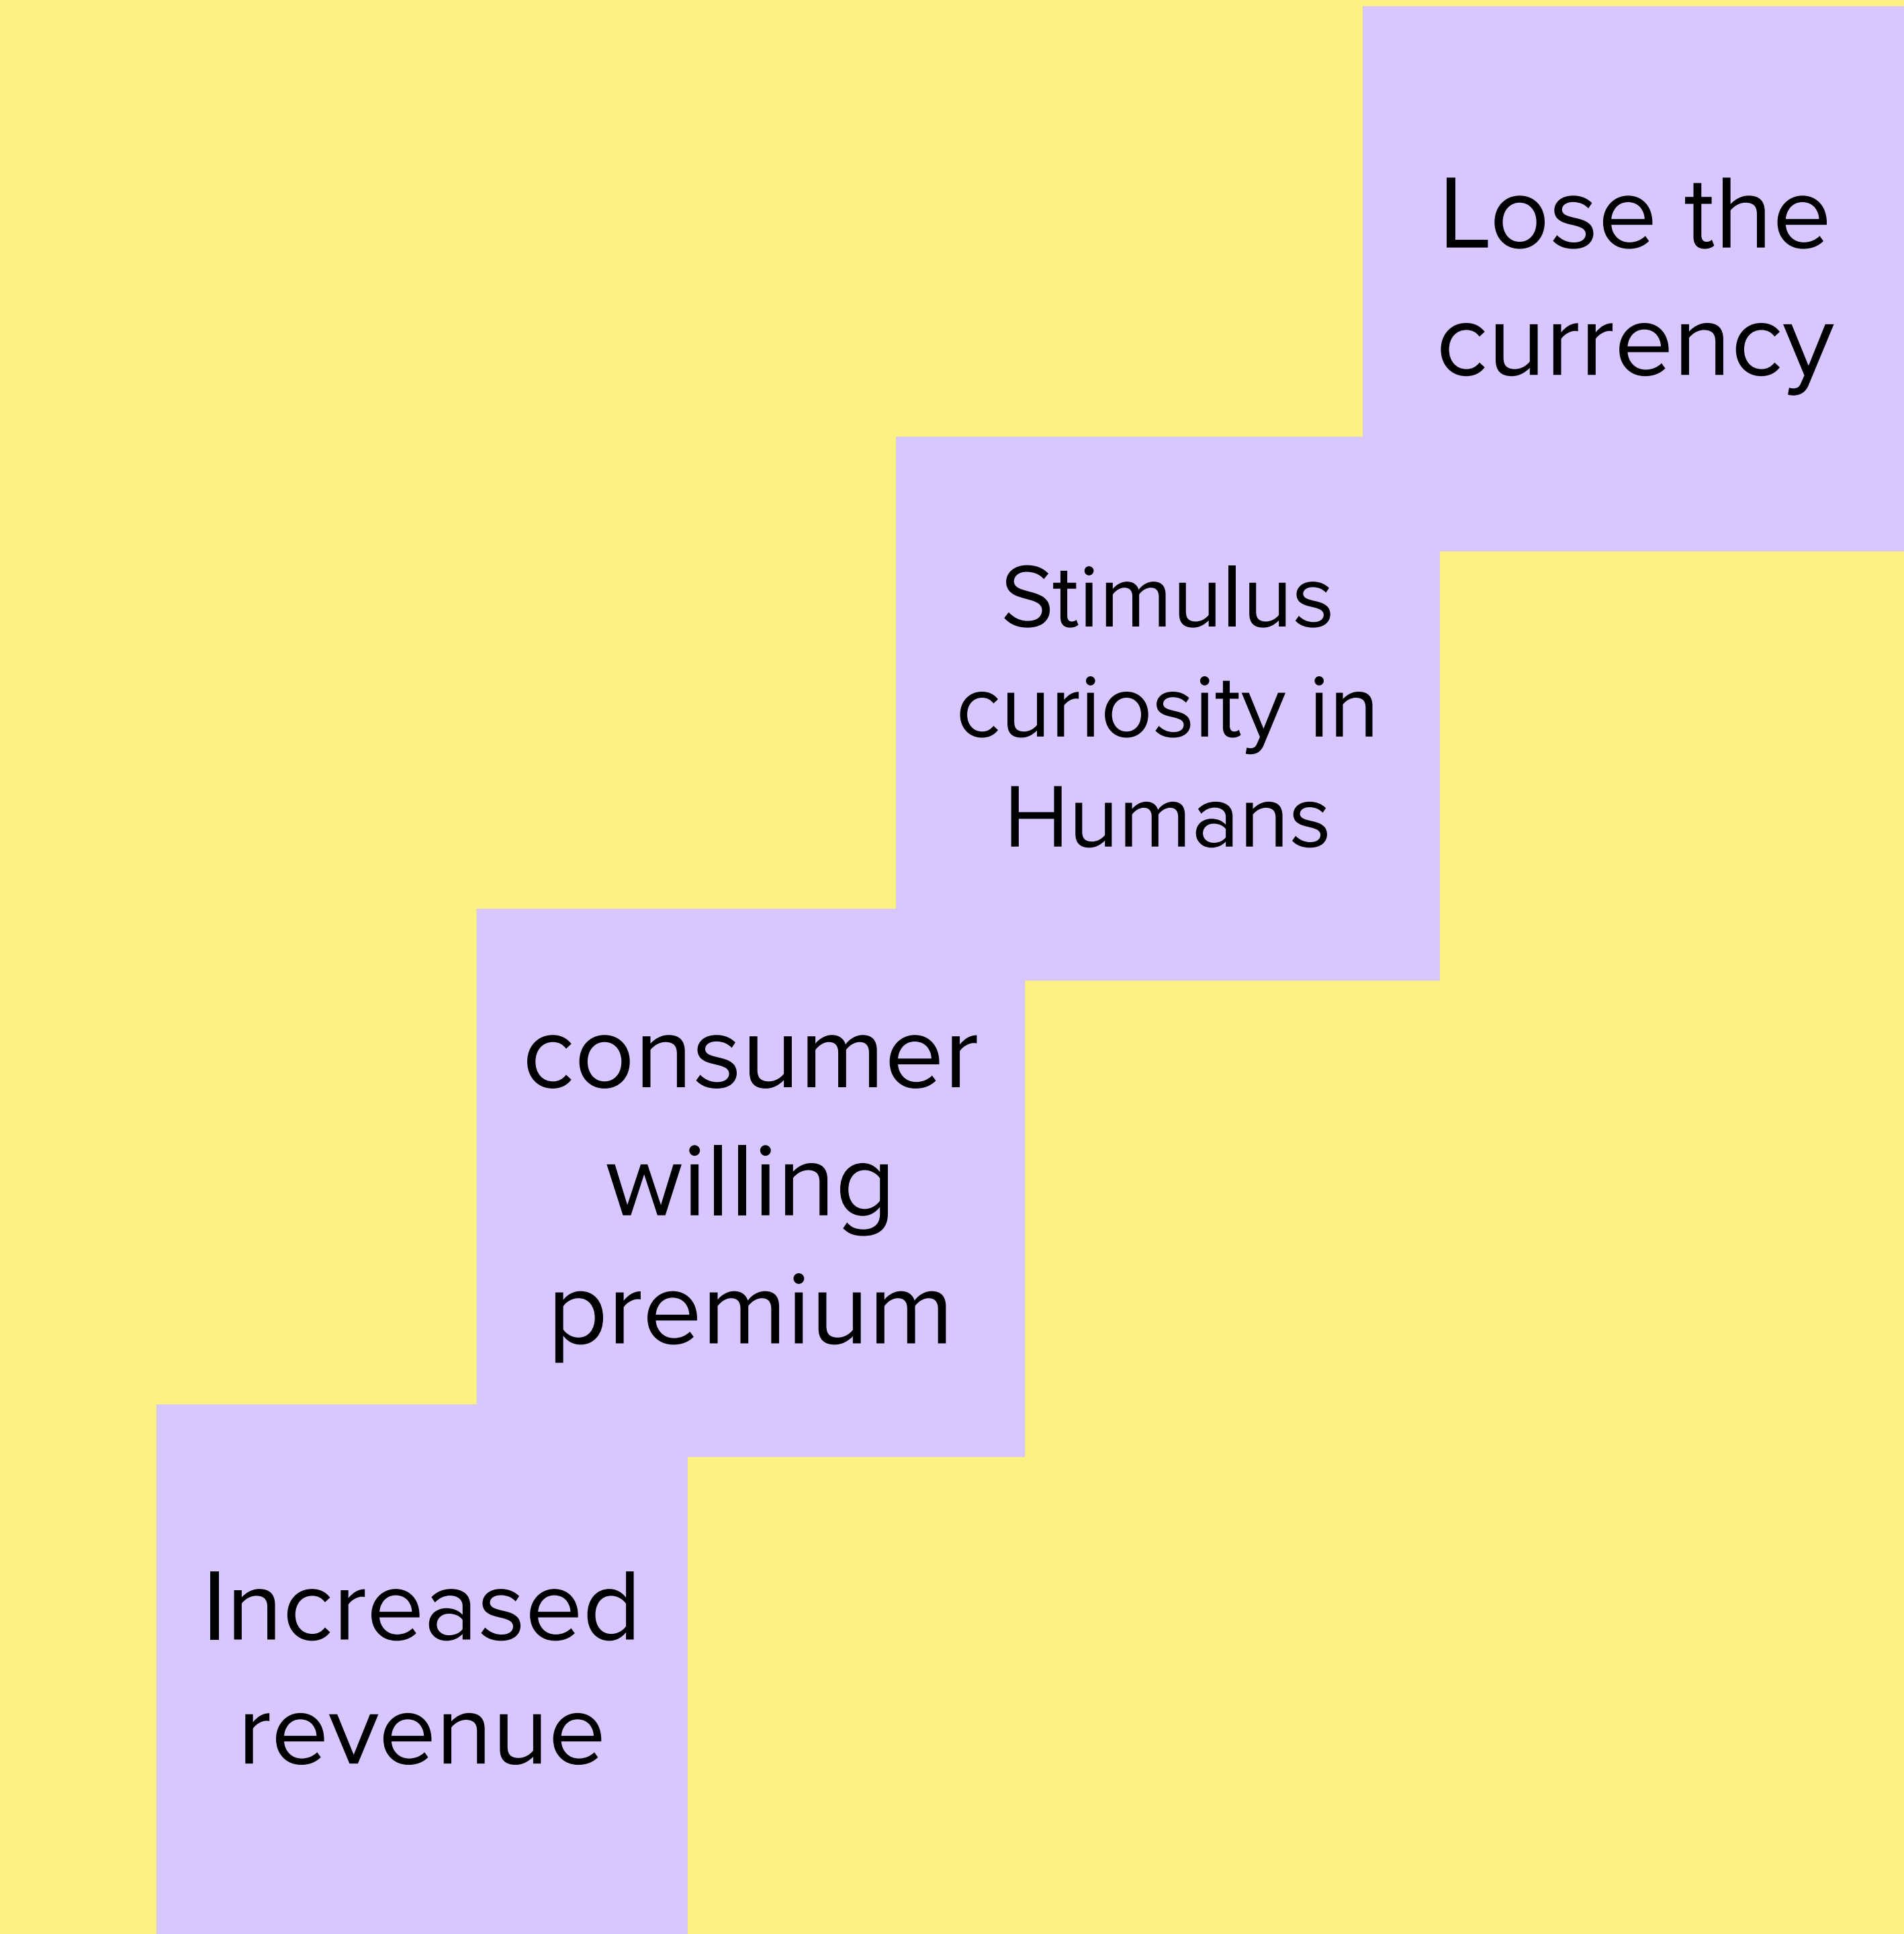 Lose the
currency
Stimulus
curiosity in
Humans
consumer
willing
premium
Increased
revenue